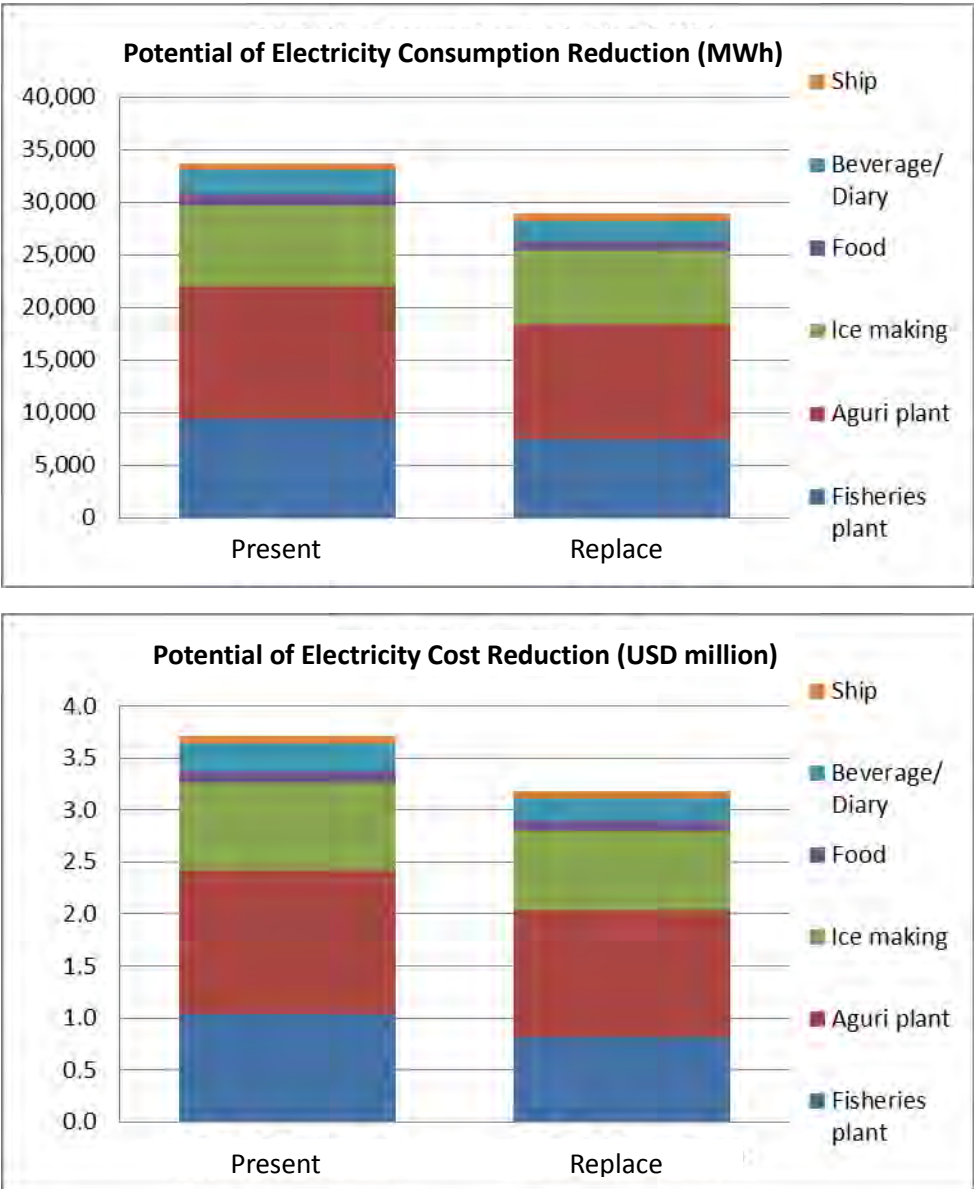 Potential of Electricity Consumption Reduction (MWh)
40,000
35,000
30,000
25,000
20,000
15,000
10,000
5,000
0
Present
Replace
Ship
Beverage/
Diary
Food
Ice making
Aguri plant
Fisheries
plant
Potential of Electricity Cost Reduction (USD million)
4.0
3.5
3.0
2.5
2.0
1.5
1.0
0.5
0.0
Present
Replace
Ship
Beverage/
Diary
Food
Ice making
Aguri plant
Fisheries
plant